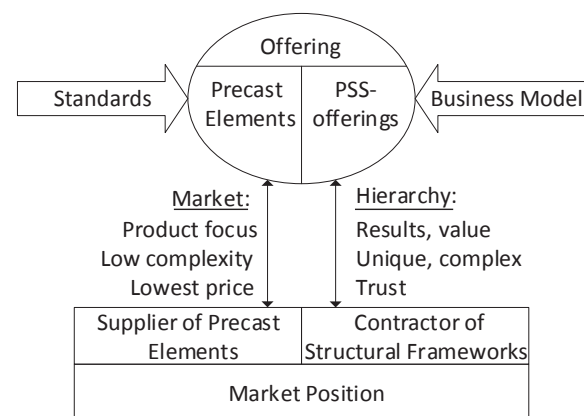 Offering
Standards
Precast
Elements
PSS-
offerings
Business Model
Market:
Product focus
Low complexity
Lowest price
Hierarchy:
Results, value
Unique, complex
Trust
Supplier of Precast
Elements
Contractor of
Structural Frameworks
Market Position